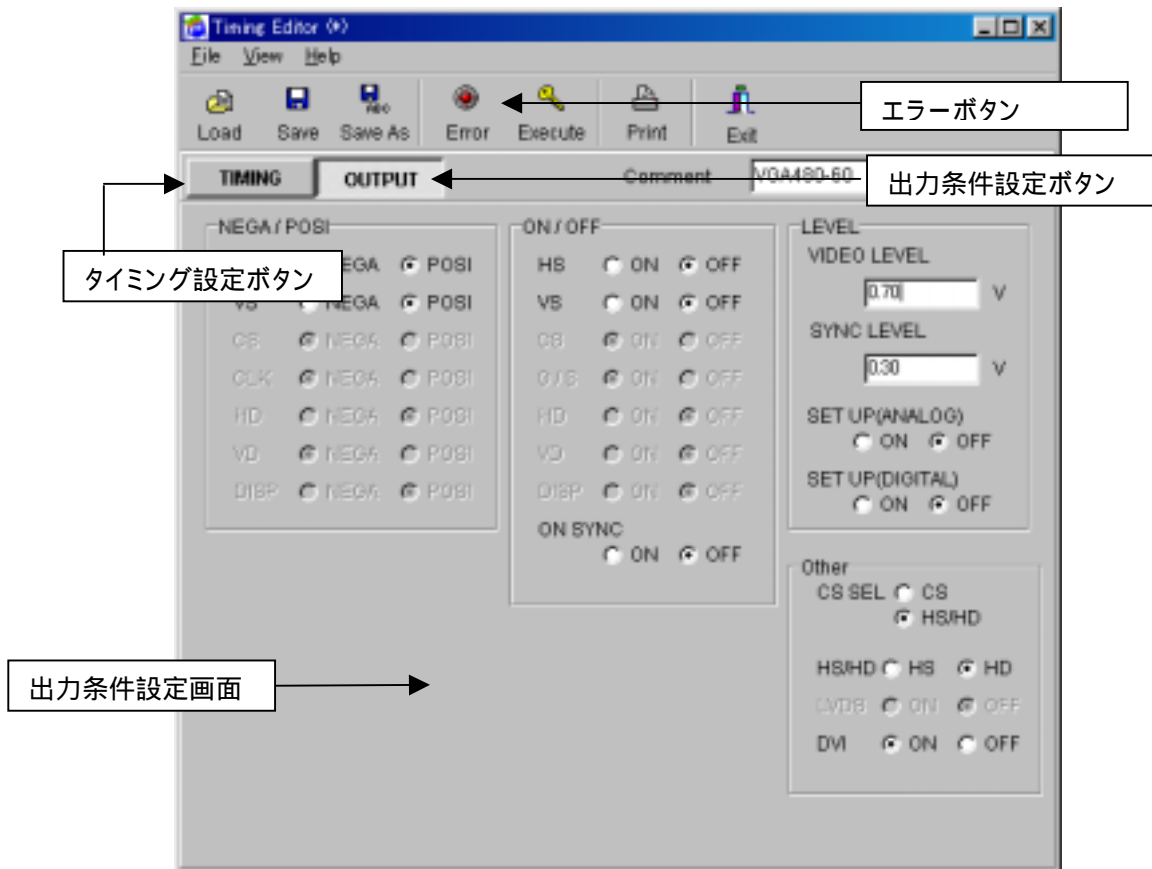 Timing Editor (*)
File View Help
Load Save Save As Error Execute Print Exit
エラーボタン
TIMING OUTPUT Comment VGA480-60
出力条件設定ボタン
タイミング設定ボタン
NEGA / POSI
NEGA POSI
VS NEGA POSI
CS NEGA POSI
CLK NEGA POSI
HD NEGA POSI
VD NEGA POSI
DISP NEGA POSI
ON / OFF
HS ON OFF
VS ON OFF
CS ON OFF
ON OFF
HD ON OFF
VD ON OFF
DISP ON OFF
ON SYNC
ON OFF
LEVEL
VIDEO LEVEL
0.70 V
SYNC LEVEL
0.30 V
SET UP(ANALOG)
ON OFF
SET UP(DIGITAL)
ON OFF
Other
CS SEL CS
HS/HD
HS/HD HS HD
LVDS ON OFF
DVI ON OFF
出力条件設定画面